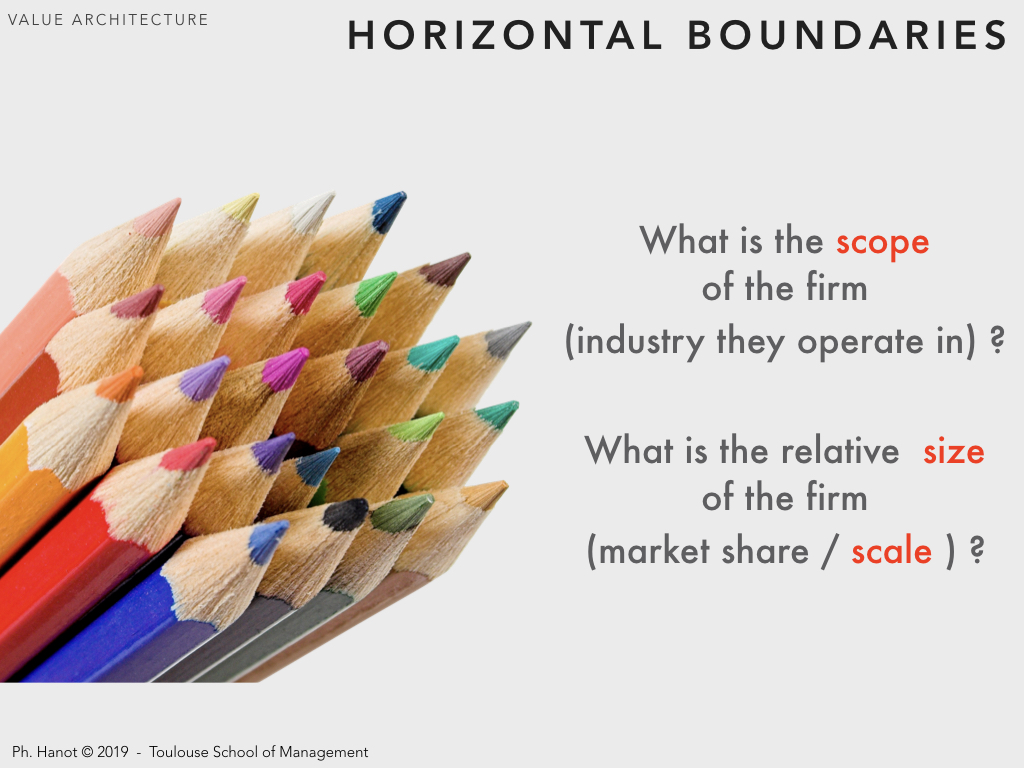 VALUE ARCHITECTURE
HORIZONTAL BOUNDARIES
What is the scope
of the firm
(industry they operate in) ?
What is the relative size
of the firm
(market share / scale ) ?
Ph. Hanot © 2019 - Toulouse School of Management